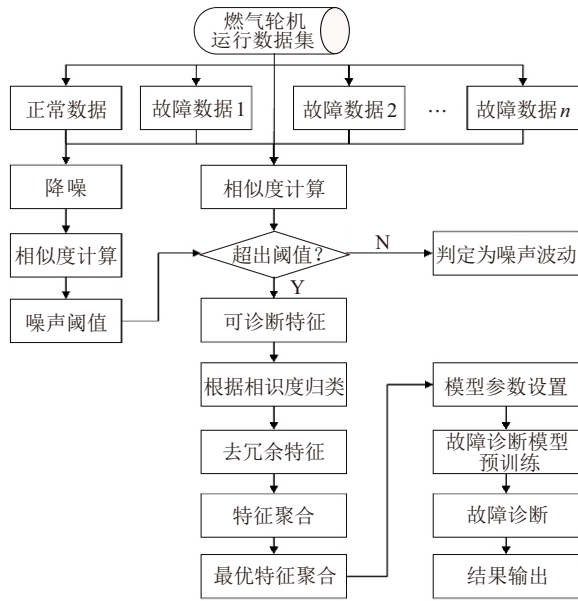 燃气轮机
运行数据集
正常数据
故障数据1
故障数据2
…
故障数据n
降噪
相似度计算
相似度计算
超出阈值?
N
判定为噪声波动
噪声阈值
Y
可诊断特征
根据相识度归类
模型参数设置
去冗余特征
故障诊断模型
预训练
特征聚合
故障诊断
最优特征聚合
结果输出